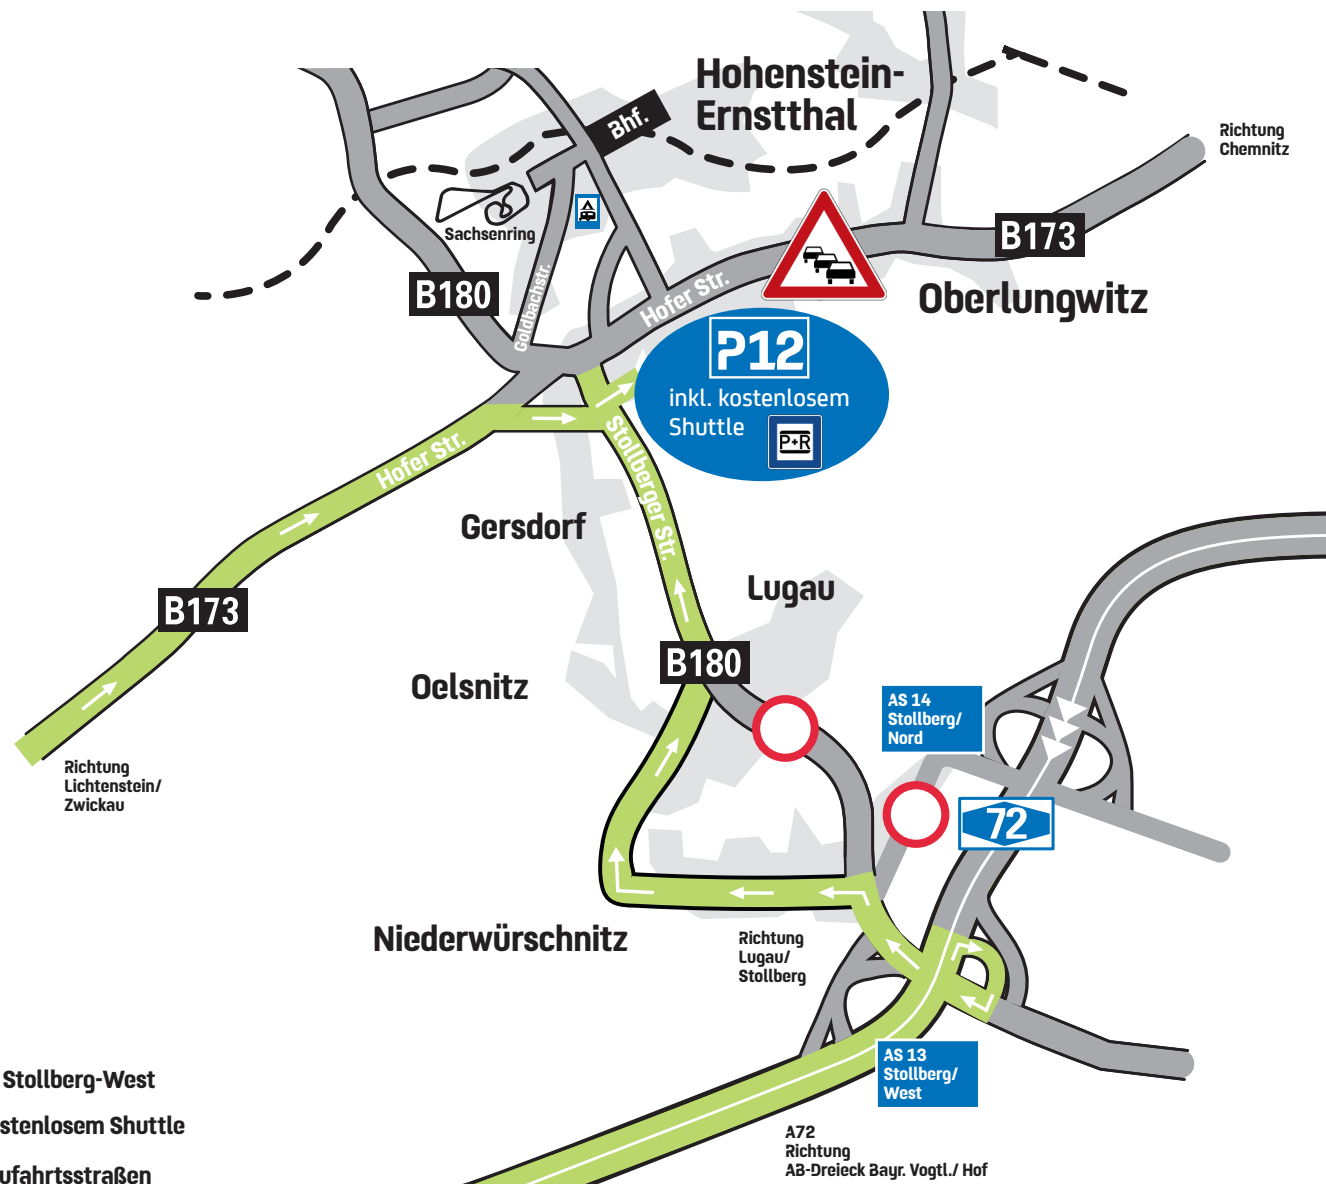 Hohenstein-
Ernstthal
Bhf.
Richtung
Chemnitz
Sachsenring
B180
Goldbachstr.
Hofer Str.
B173
Oberlungwitz
P12
inkl. kostenlosem
Shuttle
P+R
Hofer Str.
Stollberger Str.
Gersdorf
B173
Lugau
B180
Oelsnitz
AS 14
Stollberg/
Nord
Richtung
Lichtenstein/
Zwickau
72
Niederwürschnitz
Richtung
Lugau/
Stollberg
AS 13
Stollberg/
West
Stollberg-West
stenlosem Shuttle
ufahrtsstraßen
A72
Richtung
AB-Dreieck Bayr. Vogtl./ Hof